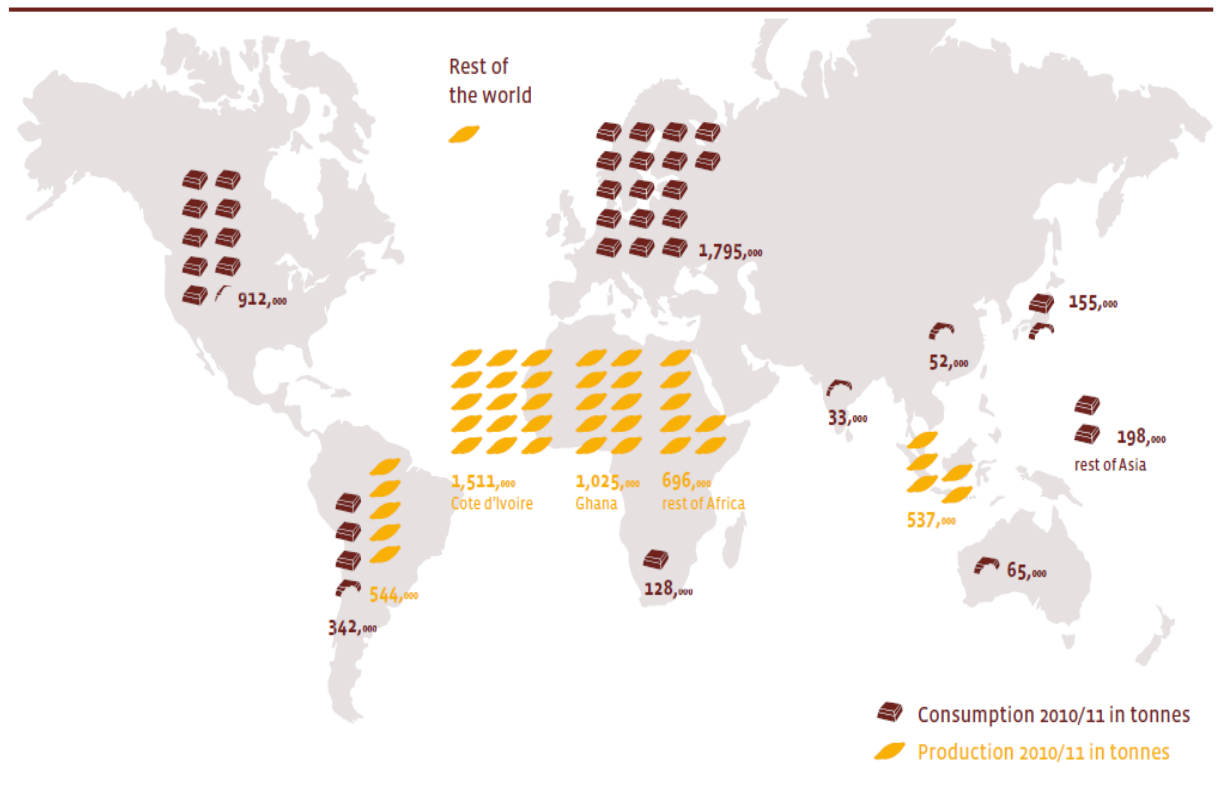 Rest of
the world
1,795,000
912,000
155,000
52,000
33,000
198,000
rest of Asia
1,511,000
Cote d'Ivoire
1,025,000
Ghana
696,000
rest of Africa
537,000
65,000
128,000
544,000
342,000
Consumption 2010/11 in tonnes
Production 2010/11 in tonnes